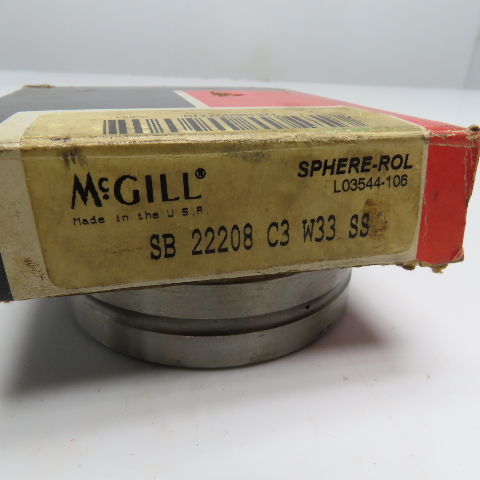 McGILL®
Made in the U.S.A.
SPHERE-ROL
L03544-106
SB 22208 C3 W33 SS